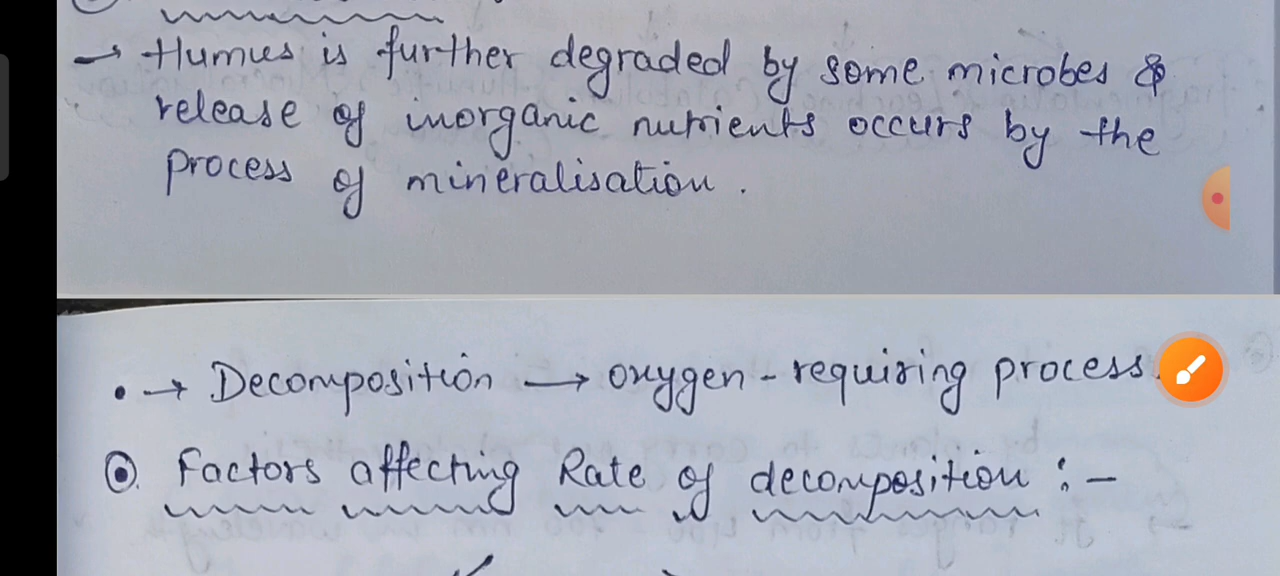 → Humus is further degraded by some microbes &
release of inorganic nutrients occurs by the
process of mineralisation.
• → Decomposition → oxygen-requiring process.
Factors affecting Rate of decomposition :-